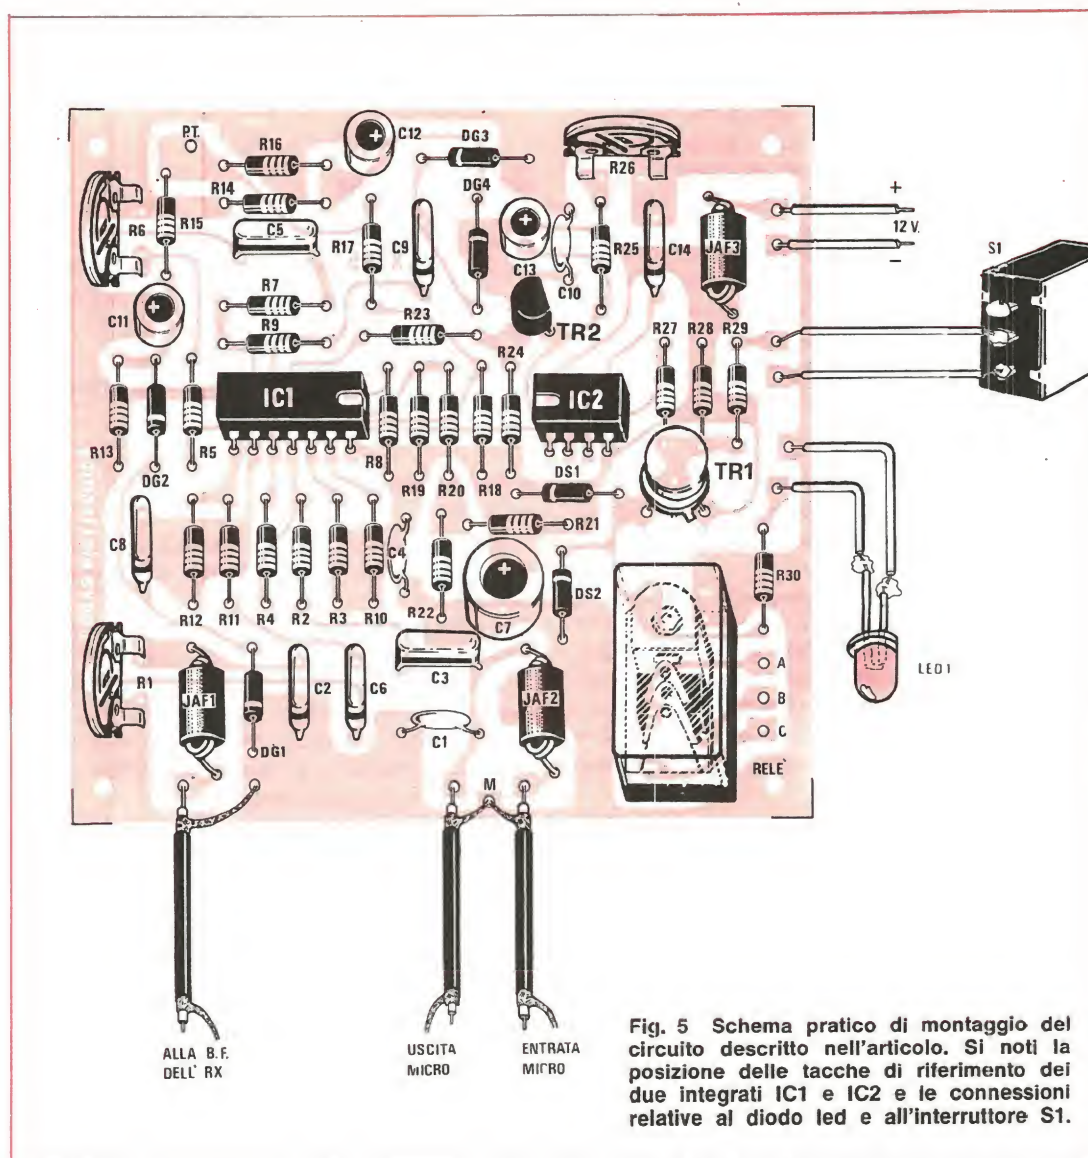 P.T.
R16
C12
DG3
R26
R14
DG4
R6
R15
C5
R17
C9
C13
C10
R25
C14
JAF3
+
12 V.
−
S1
C11
R7
R9
R23
TR2
R24
R27
R28
R29
IC1
IC2
R13
DG2
R5
R8
R19
R20
R18
DS1
TR1
R21
C8
R12
R11
R4
R2
R3
R10
C4
R22
C7
DS2
R30
LED1
A
B
C
RELE`
R1
JAF1
DG1
C2
C6
C3
C1
JAF2
M
ALLA B.F.
DELL' RX
USCITA
MICRO
ENTRATA
MICRO
Fig. 5 Schema pratico di montaggio del
circuito descritto nell'articolo. Si noti la
posizione delle tacche di riferimento dei
due integrati IC1 e IC2 e le connessioni
relative al diodo led e all'interruttore S1.